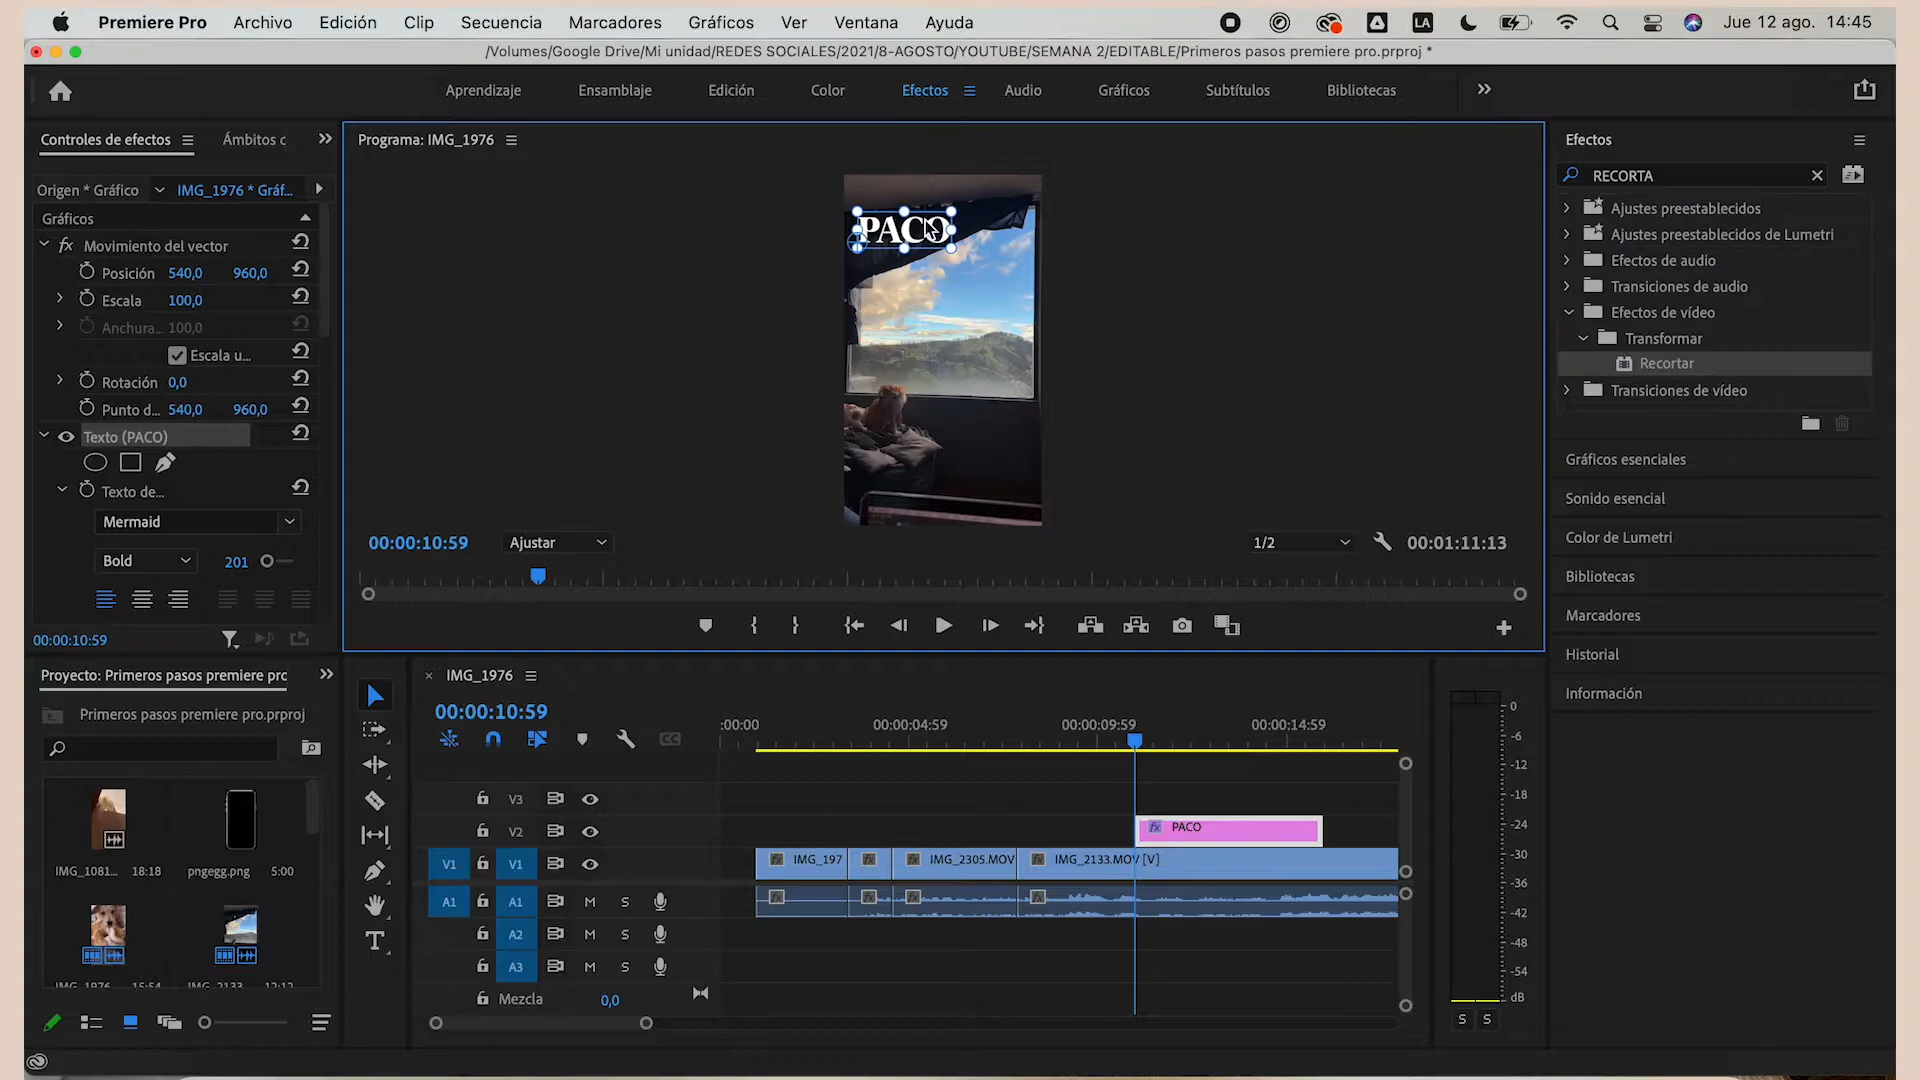 Premiere Pro Archivo Edición Clip Secuencia Marcadores Gráficos Ver Ventana Ayuda LA Jue 12 ago. 14:45
/Volumes/Google Drive/Mi unidad/REDES SOCIALES/2021/8-AGOSTO/YOUTUBE/SEMANA 2/EDITABLE/Primeros pasos premiere pro.prproj *
Aprendizaje Ensamblaje Edición Color Efectos Audio Gráficos Subtítulos Bibliotecas
Controles de efectos Ámbitos c
Origen * Gráfico IMG_1976 * Gráf...
Gráficos
Movimiento del vector
Posición 540,0 960,0
Escala 100,0
Anchura... 100,0
Escala u...
Rotación 0,0
Punto d... 540,0 960,0
Texto (PACO)
Texto de...
Mermaid
Bold 201
00:00:10:59
Programa: IMG_1976
PACO
00:00:10:59 Ajustar 1/2 00:01:11:13
Efectos
RECORTA
Ajustes preestablecidos
Ajustes preestablecidos de Lumetri
Efectos de audio
Transiciones de audio
Efectos de vídeo
Transformar
Recortar
Transiciones de vídeo
Gráficos esenciales
Sonido esencial
Color de Lumetri
Bibliotecas
Marcadores
Historial
Información
Proyecto: Primeros pasos premiere prc
Primeros pasos premiere pro.prproj
IMG_1081... 18:18 pngegg.png 5:00
IMG_1976 15:54 IMG_2133 12:12
IMG_1976
00:00:10:59
:00:00 00:00:04:59 00:00:09:59 00:00:14:59
V3
V2 PACO
V1 V1 IMG_197 IMG_2305.MOV IMG_2133.MOV [V]
A1 A1 M S
A2 M S
A3 M S
Mezcla 0,0
0
-6
-12
-18
-24
-30
-36
-42
-48
-54
dB
S S